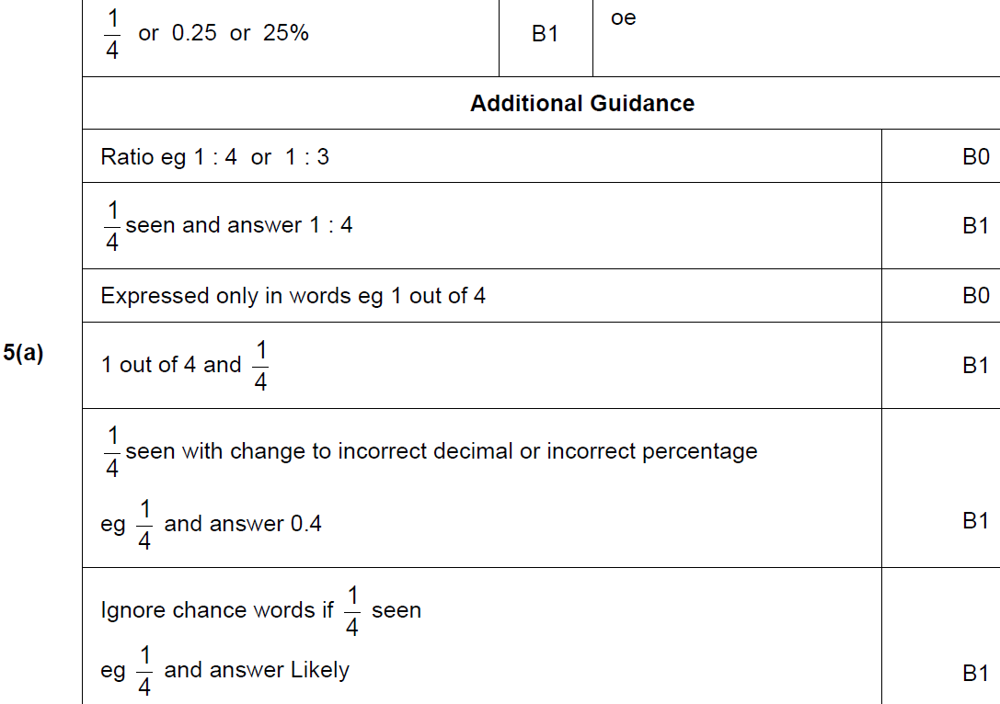 1/4 or 0.25 or 25% B1 oe
Additional Guidance
Ratio eg 1 : 4 or 1 : 3 B0
1/4 seen and answer 1 : 4 B1
Expressed only in words eg 1 out of 4 B0
5(a)
1 out of 4 and 1/4 B1
1/4 seen with change to incorrect decimal or incorrect percentage
eg 1/4 and answer 0.4 B1
Ignore chance words if 1/4 seen
eg 1/4 and answer Likely B1